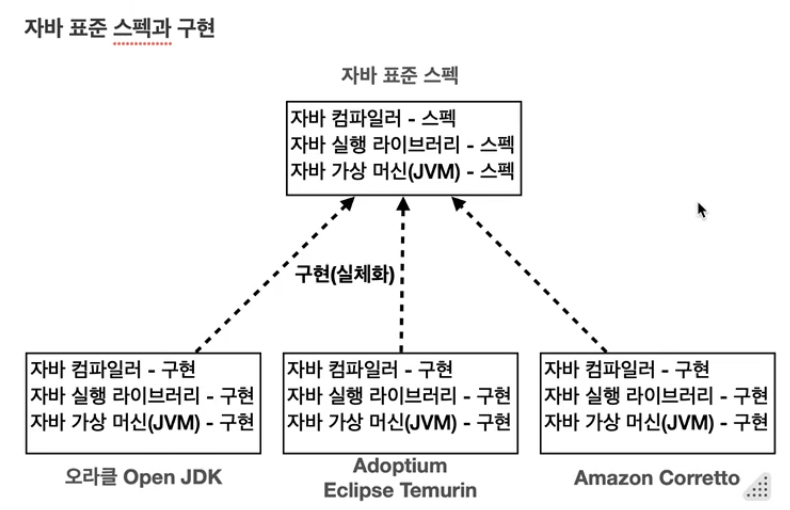 자바 표준 스펙과 구현
자바 표준 스펙
자바 컴파일러 - 스펙
자바 실행 라이브러리 - 스펙
자바 가상 머신(JVM) - 스펙
구현(실체화)
자바 컴파일러 - 구현
자바 실행 라이브러리 - 구현
자바 가상 머신(JVM) - 구현
오라클 Open JDK
자바 컴파일러 - 구현
자바 실행 라이브러리 - 구현
자바 가상 머신(JVM) - 구현
Adoptium
Eclipse Temurin
자바 컴파일러 - 구현
자바 실행 라이브러리 - 구현
자바 가상 머신(JVM) - 구현
Amazon Corretto